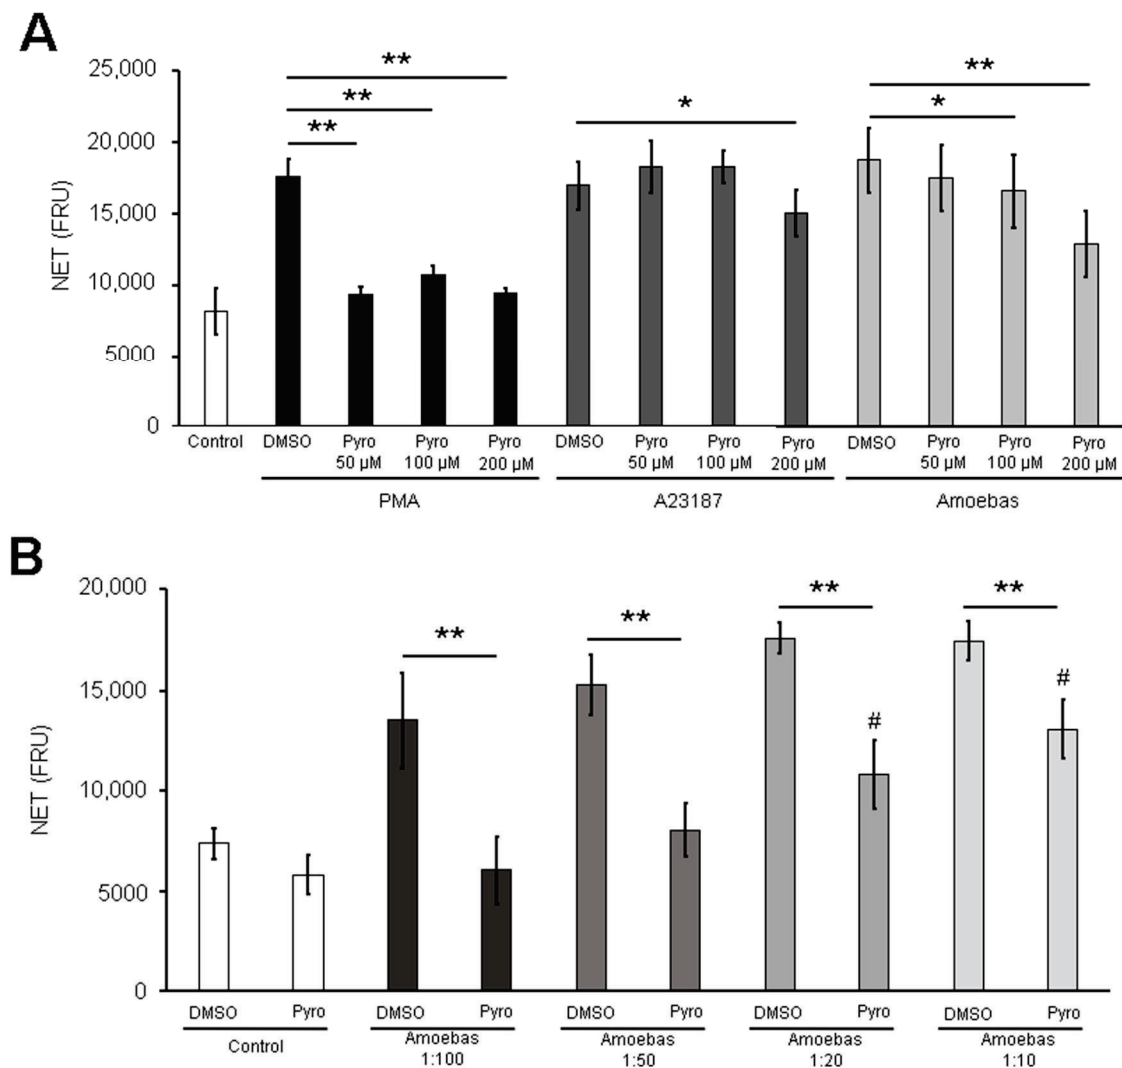 A
** 
** 
** 
* 
** 
* 
25,000
20,000
15,000
10,000
5000
0
NET (FRU)
Control
DMSO Pyro 50 µM Pyro 100 µM Pyro 200 µM
DMSO Pyro 50 µM Pyro 100 µM Pyro 200 µM
DMSO Pyro 50 µM Pyro 100 µM Pyro 200 µM
PMA A23187 Amoebas
B
** 
** 
** 
** 
# 
# 
20,000
15,000
10,000
5000
0
NET (FRU)
DMSO Pyro DMSO Pyro DMSO Pyro DMSO Pyro DMSO Pyro
Control Amoebas 1:100 Amoebas 1:50 Amoebas 1:20 Amoebas 1:10